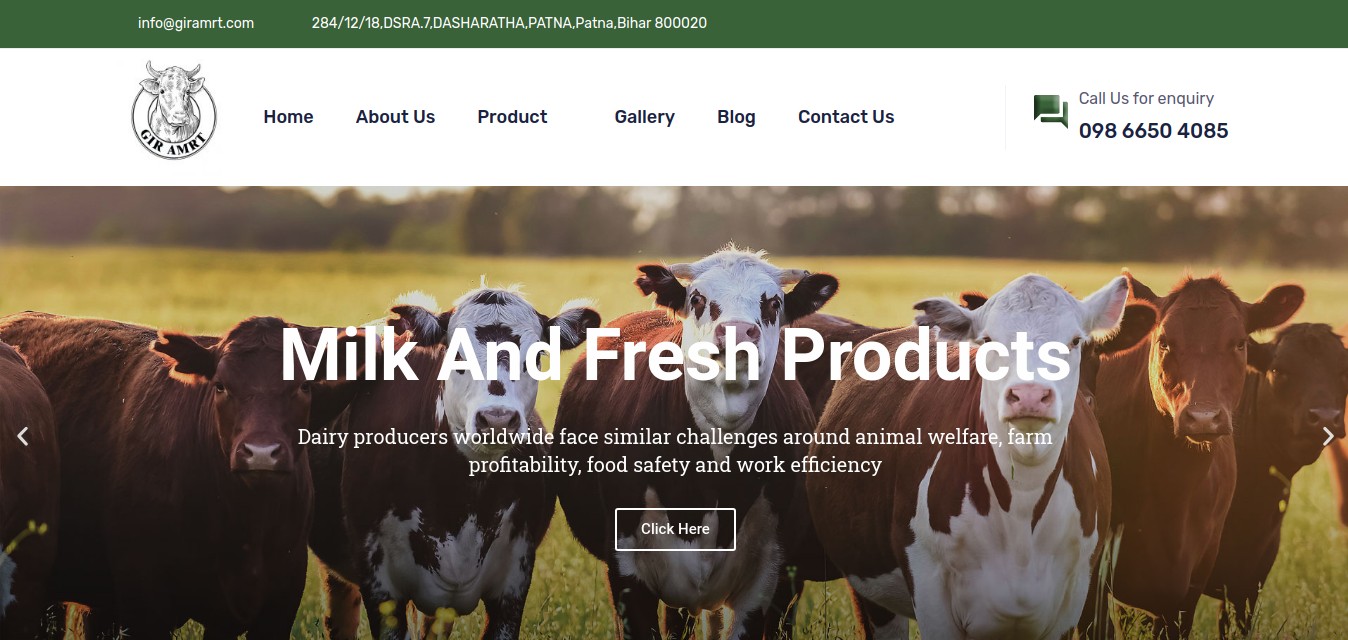 info@giramrt.com
284/12/18,DSRA.7,DASHARATHA,PATNA,Patna,Bihar 800020
GIR AMRT
Home
About Us
Product
Gallery
Blog
Contact Us
Call Us for enquiry
098 6650 4085
Milk And Fresh Products
Dairy producers worldwide face similar challenges around animal welfare, farm
profitability, food safety and work efficiency
Click Here